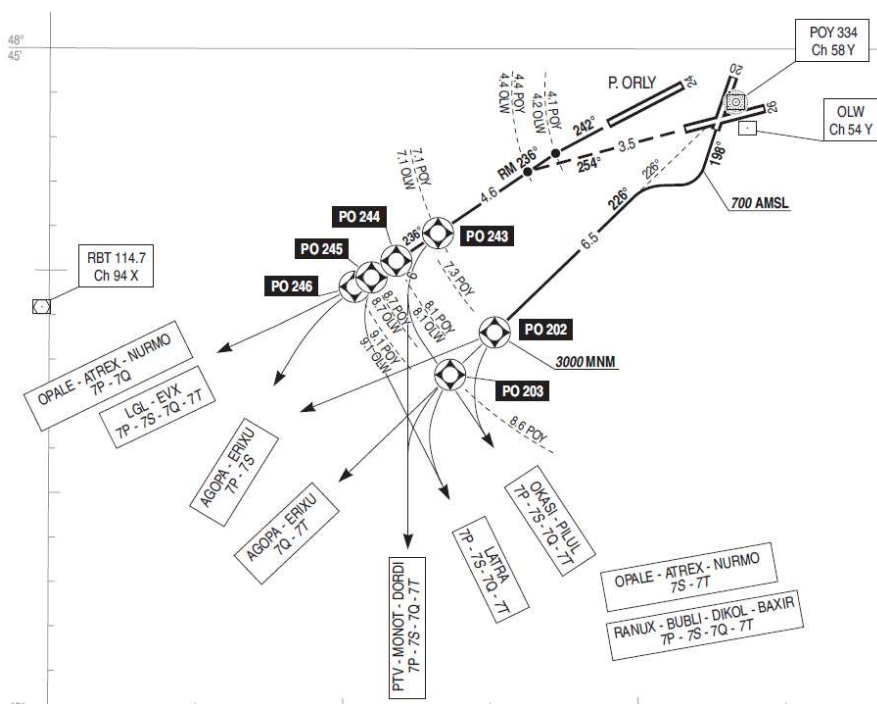 48°
45'
POY 334
Ch 58 Y
OLW
Ch 54 Y
20
26
24
P. ORLY
4.4 POY
4.4 OLW
4.1 POY
4.2 OLW
242°
3.5
254°
RM 236°
198°
226°
226°
700 AMSL
4.6
6.5
7.1 POY
7.1 OLW
PO 243
PO 244
236°
PO 245
PO 246
RBT 114.7
Ch 94 X
7.3 POY
8.1 POY
8.1 OLW
8.7 POY
8.7 OLW
9.1 POY
9.1 OLW
PO 202
3000 MNM
PO 203
8.6 POY
OPALE - ATREX - NURMO
7P - 7Q
LGL - EVX
7P - 7S - 7Q - 7T
AGOPA - ERIXU
7P - 7S
AGOPA - ERIXU
7Q - 7T
PTV - MONOT - DORDI
7P - 7S - 7Q - 7T
LATRA
7P - 7S - 7Q - 7T
OKASI - PILUL
7P - 7S - 7Q - 7T
OPALE - ATREX - NURMO
7S - 7T
RANUX - BUBLI - DIKOL - BAXIR
7P - 7S - 7Q - 7T